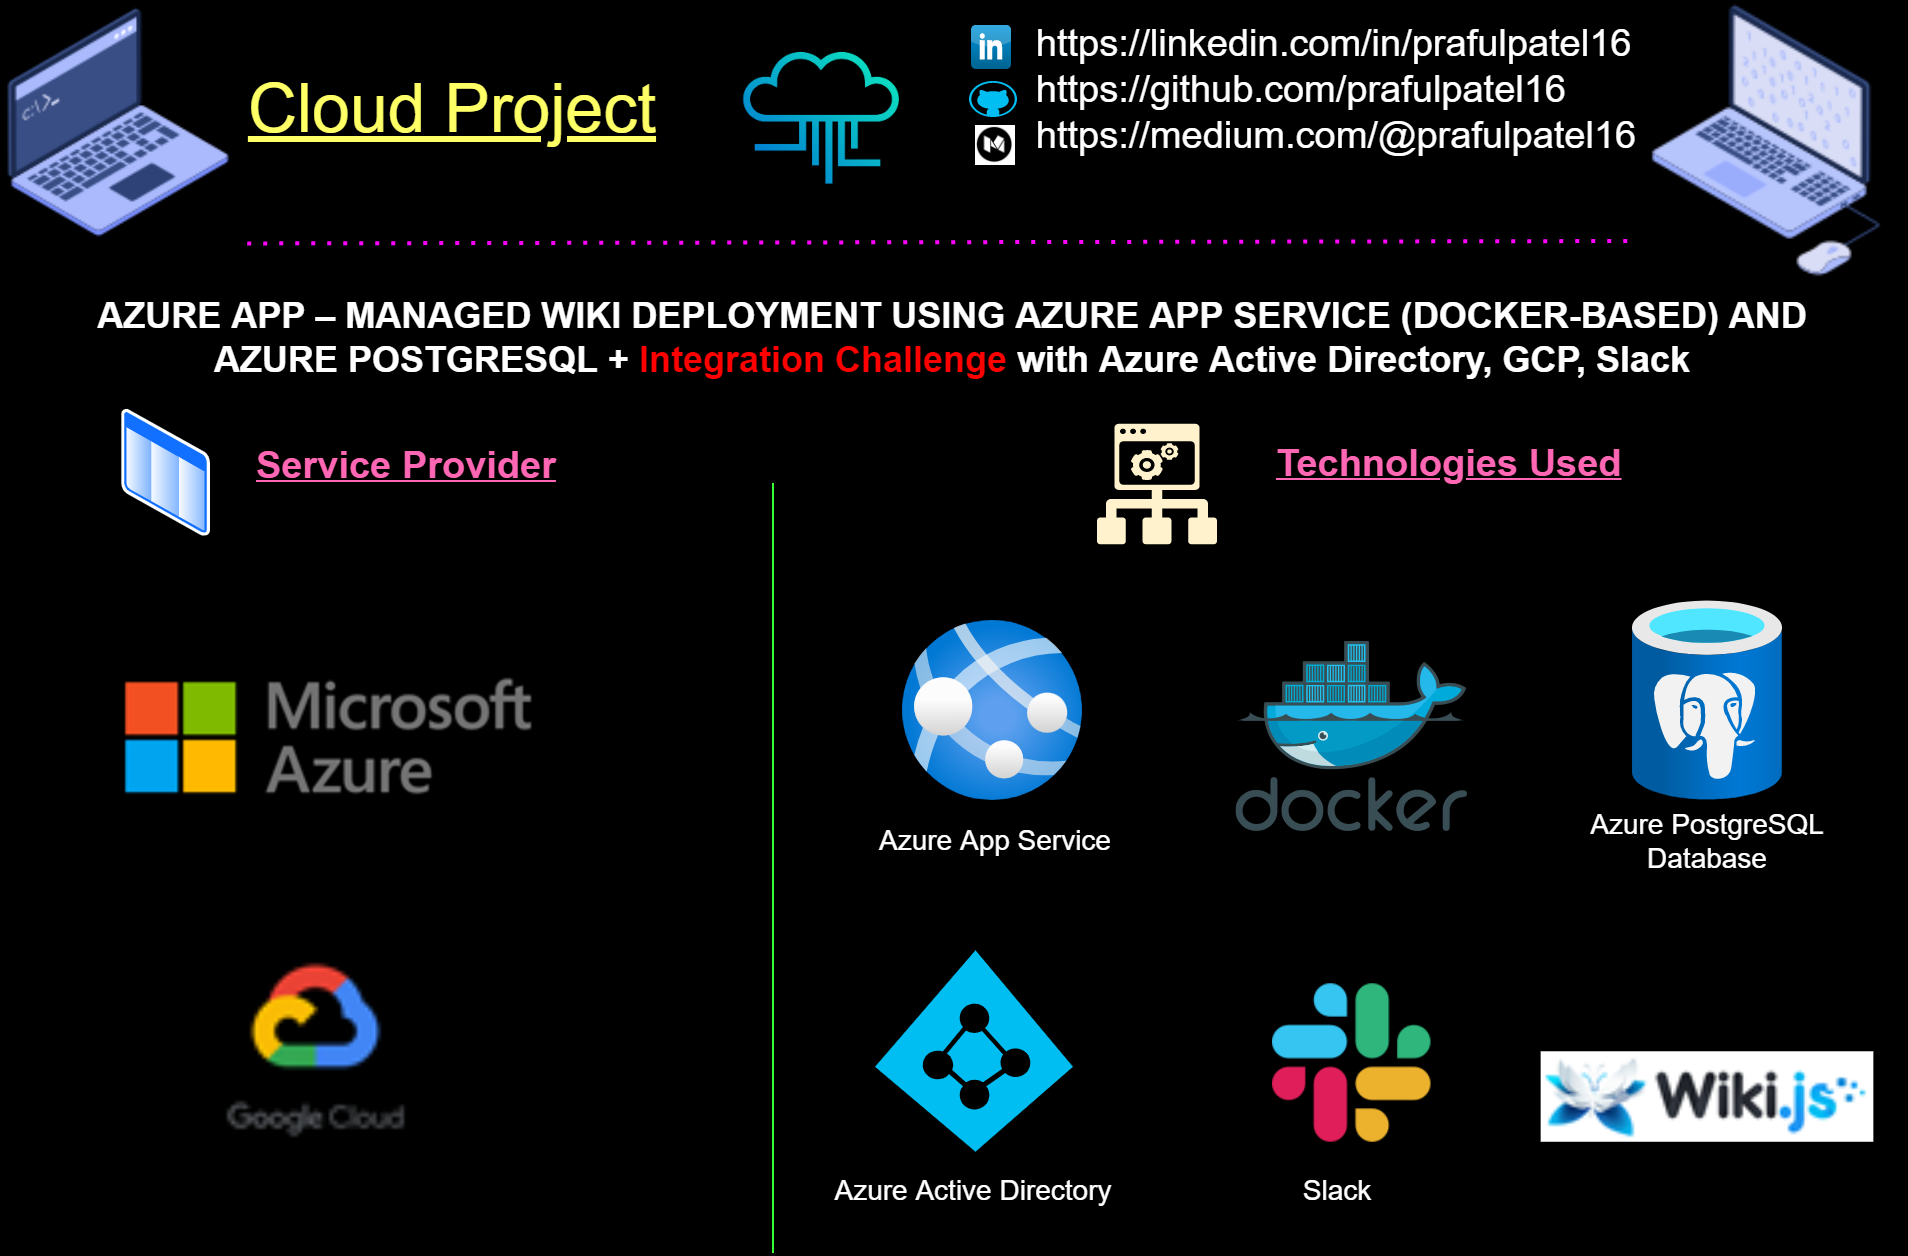 Cloud Project
https://linkedin.com/in/prafulpatel16
https://github.com/prafulpatel16
https://medium.com/@prafulpatel16
AZURE APP – MANAGED WIKI DEPLOYMENT USING AZURE APP SERVICE (DOCKER-BASED) AND
AZURE POSTGRESQL + Integration Challenge with Azure Active Directory, GCP, Slack
Service Provider
Technologies Used
Microsoft
Azure
Google Cloud
Azure App Service
docker
Azure PostgreSQL
Database
Azure Active Directory
Slack
Wiki.js
in
C:\>_